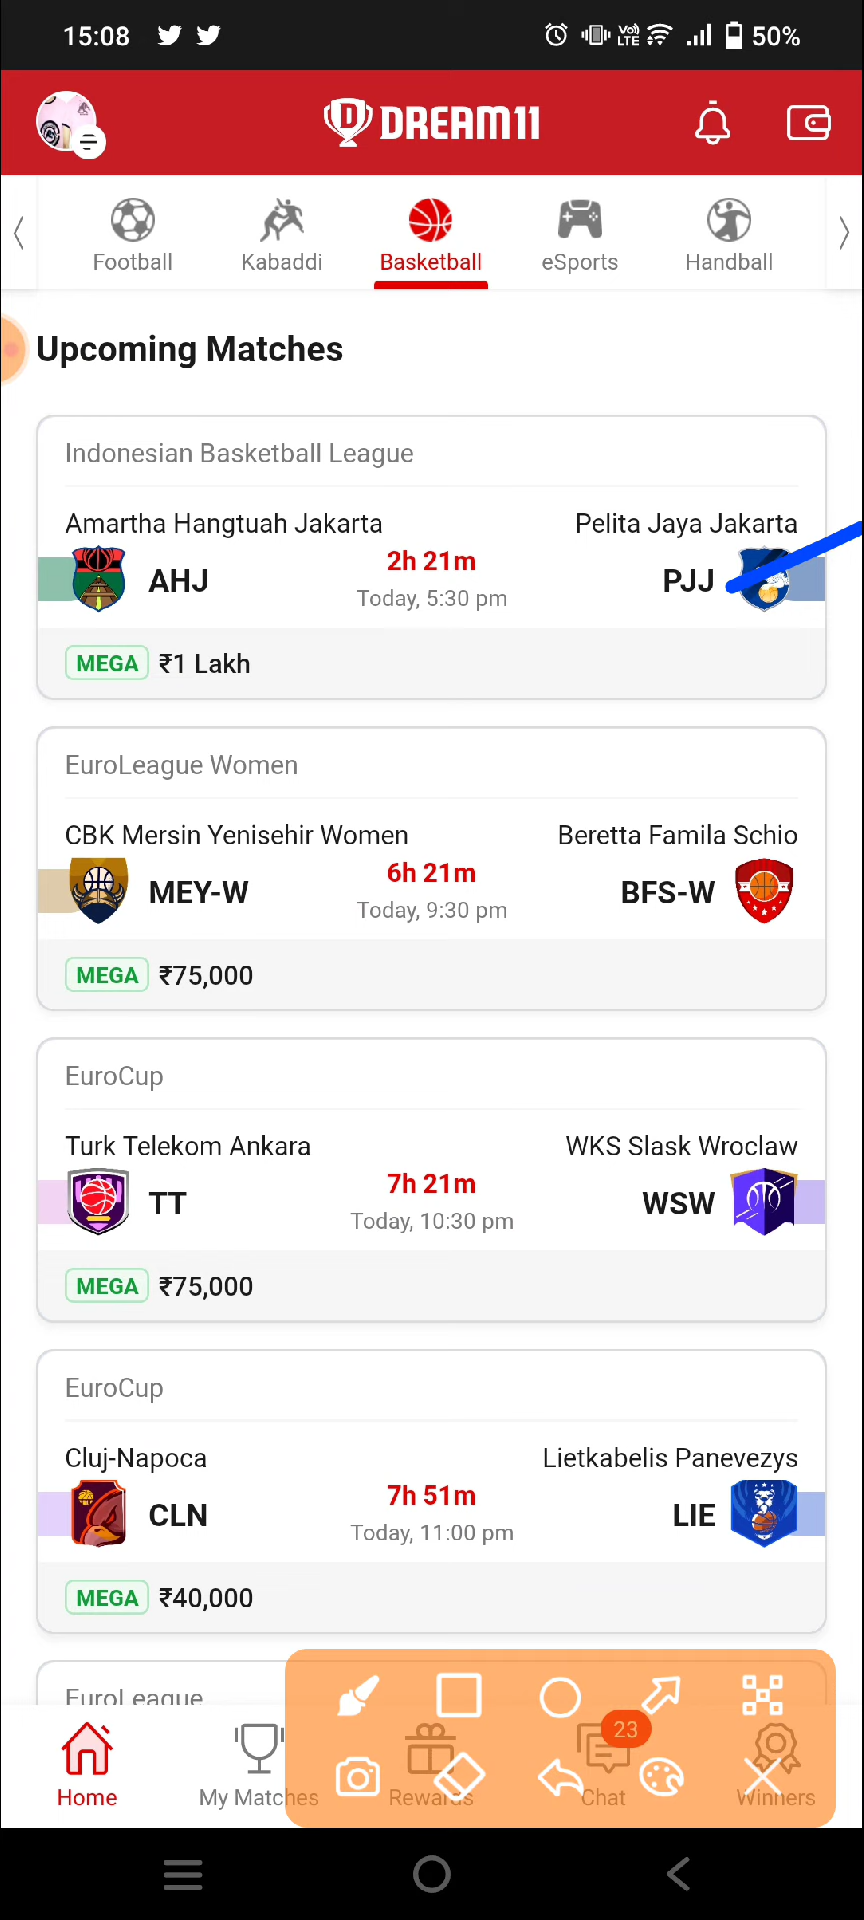 15:08 Vo) LTE 50%
DREAM11
Football Kabaddi Basketball eSports Handball
Upcoming Matches
Indonesian Basketball League
Amartha Hangtuah Jakarta Pelita Jaya Jakarta
2h 21m
AHJ PJJ
Today, 5:30 pm
MEGA ₹1 Lakh
EuroLeague Women
CBK Mersin Yenisehir Women Beretta Famila Schio
6h 21m
MEY-W BFS-W
Today, 9:30 pm
MEGA ₹75,000
EuroCup
Turk Telekom Ankara WKS Slask Wroclaw
7h 21m
TT WSW
Today, 10:30 pm
MEGA ₹75,000
EuroCup
Cluj-Napoca Lietkabelis Panevezys
7h 51m
CLN LIE
Today, 11:00 pm
MEGA ₹40,000
EuroLeague
23
Home My Matches Rewards Chat Winners